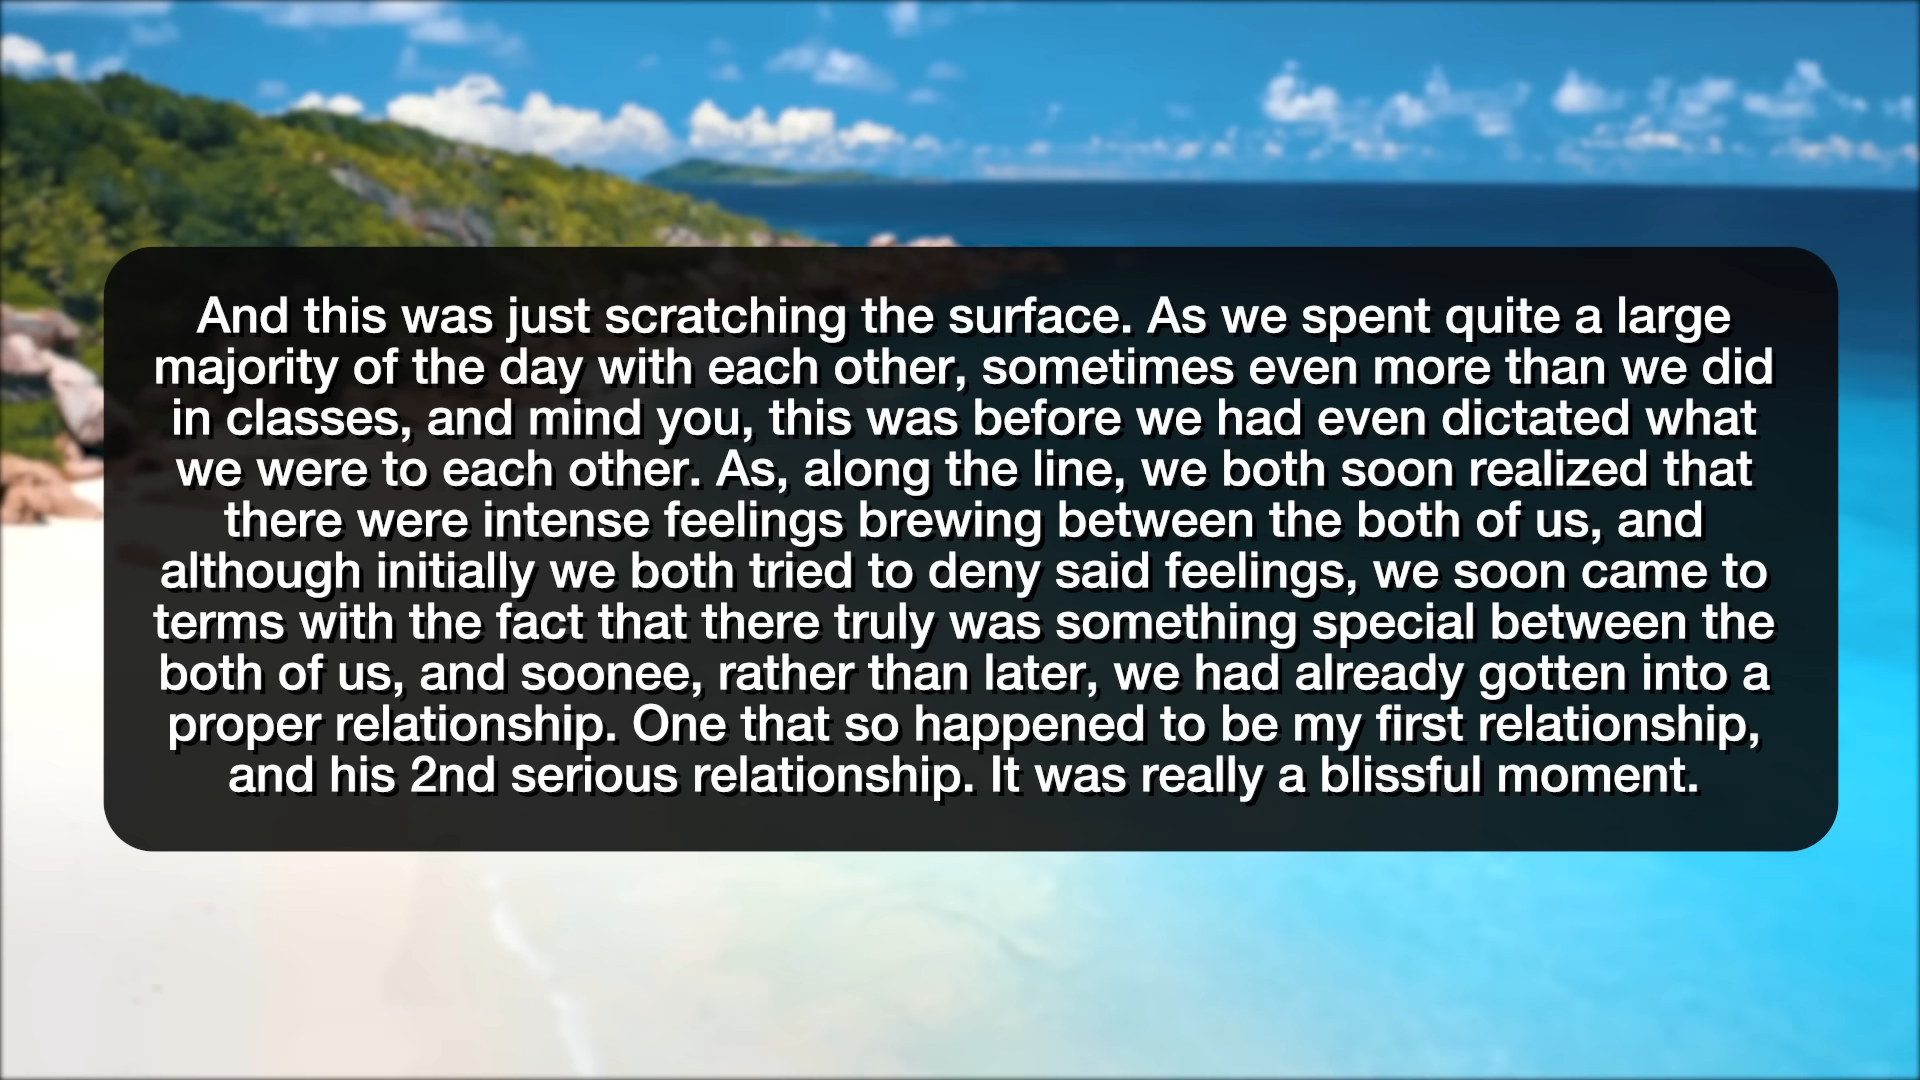 And this was just scratching the surface. As we spent quite a large
majority of the day with each other, sometimes even more than we did
in classes, and mind you, this was before we had even dictated what
we were to each other. As, along the line, we both soon realized that
there were intense feelings brewing between the both of us, and
although initially we both tried to deny said feelings, we soon came to
terms with the fact that there truly was something special between the
both of us, and soonee, rather than later, we had already gotten into a
proper relationship. One that so happened to be my first relationship,
and his 2nd serious relationship. It was really a blissful moment.